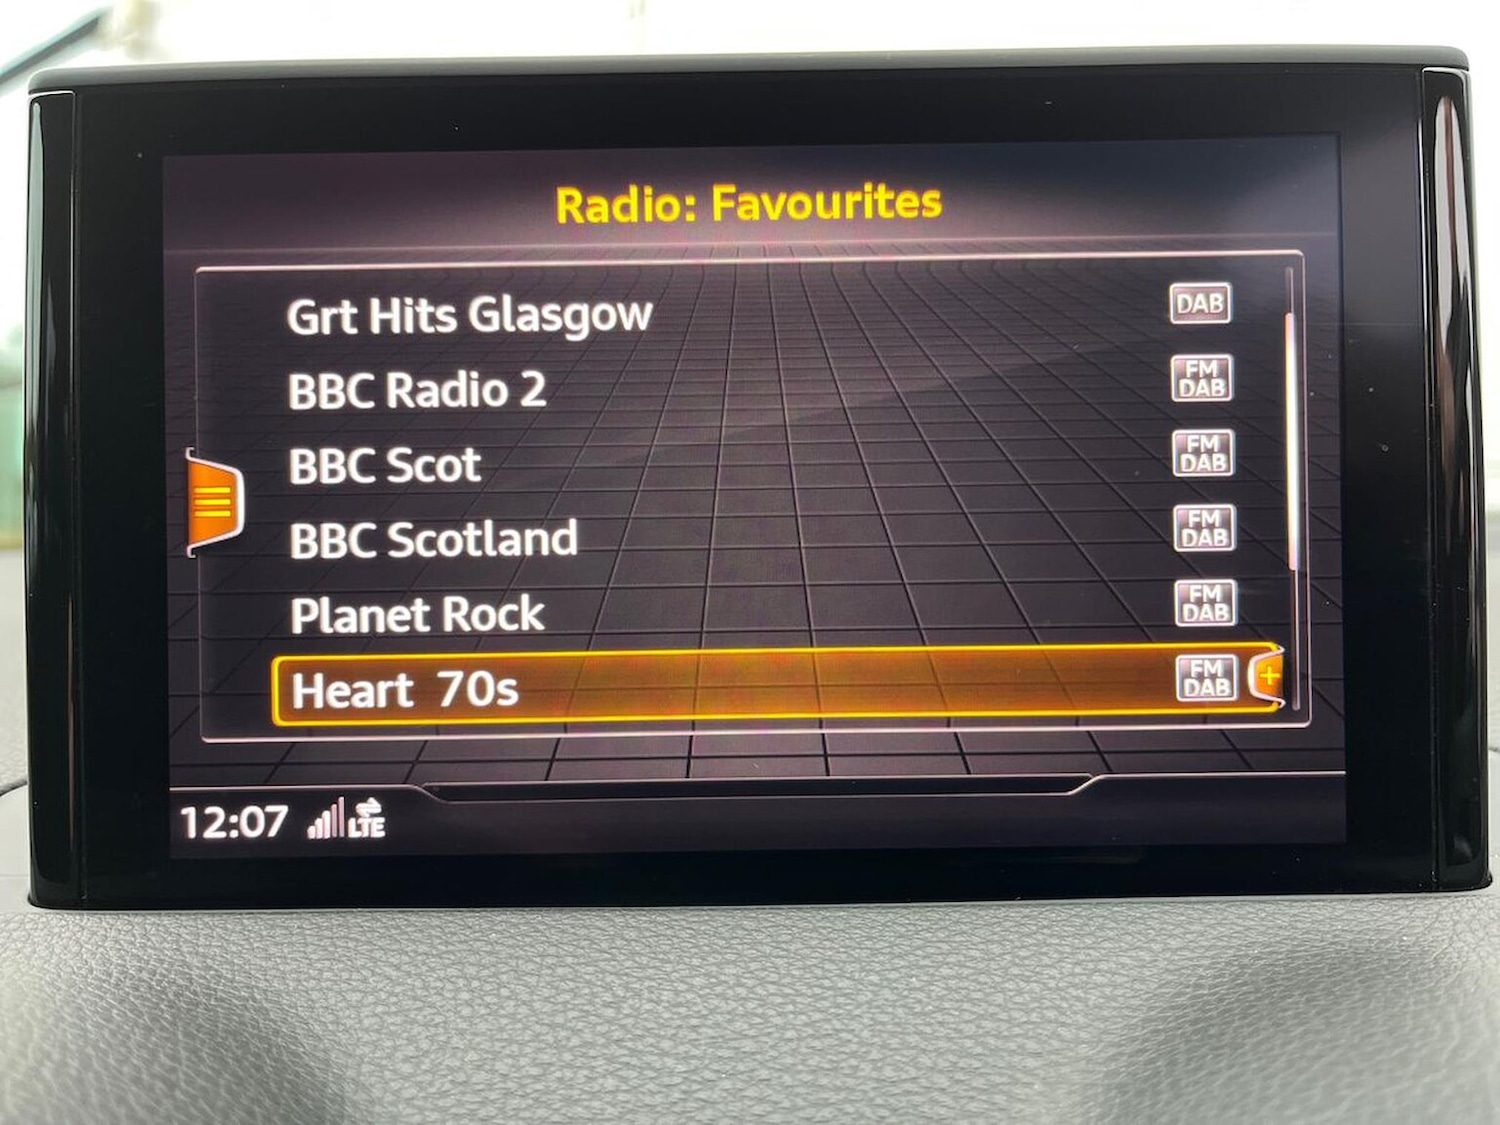 Radio: Favourites
Grt Hits Glasgow DAB
BBC Radio 2 FM DAB
BBC Scot FM DAB
BBC Scotland FM DAB
Planet Rock FM DAB
Heart 70s FM DAB +
12:07 LTE